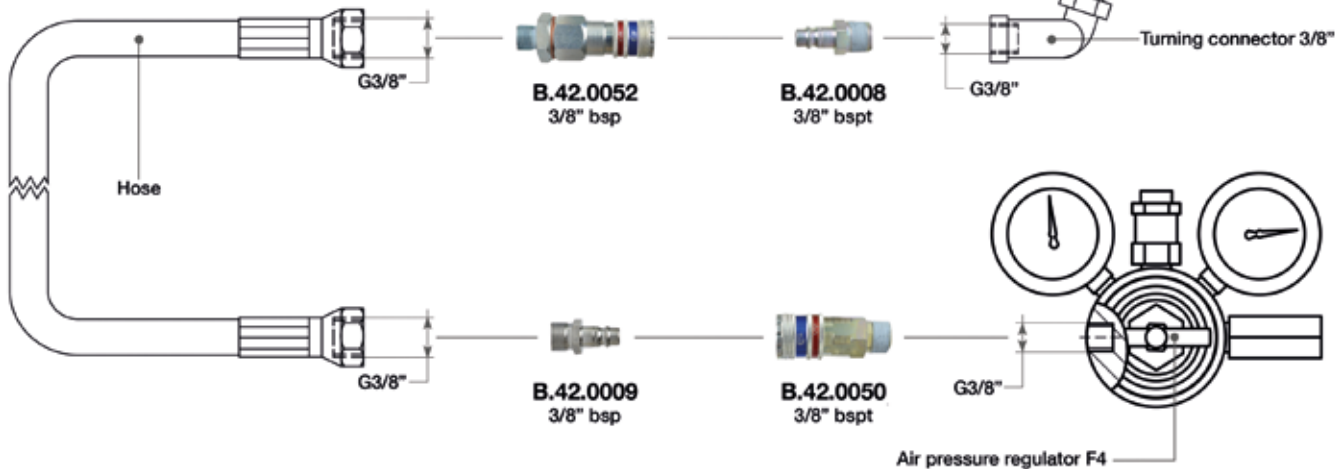 Turning connector 3/8"
G3/8"
G3/8"
B.42.0052
3/8" bsp
B.42.0008
3/8" bspt
Hose
G3/8"
G3/8"
B.42.0009
3/8" bsp
B.42.0050
3/8" bspt
Air pressure regulator F4